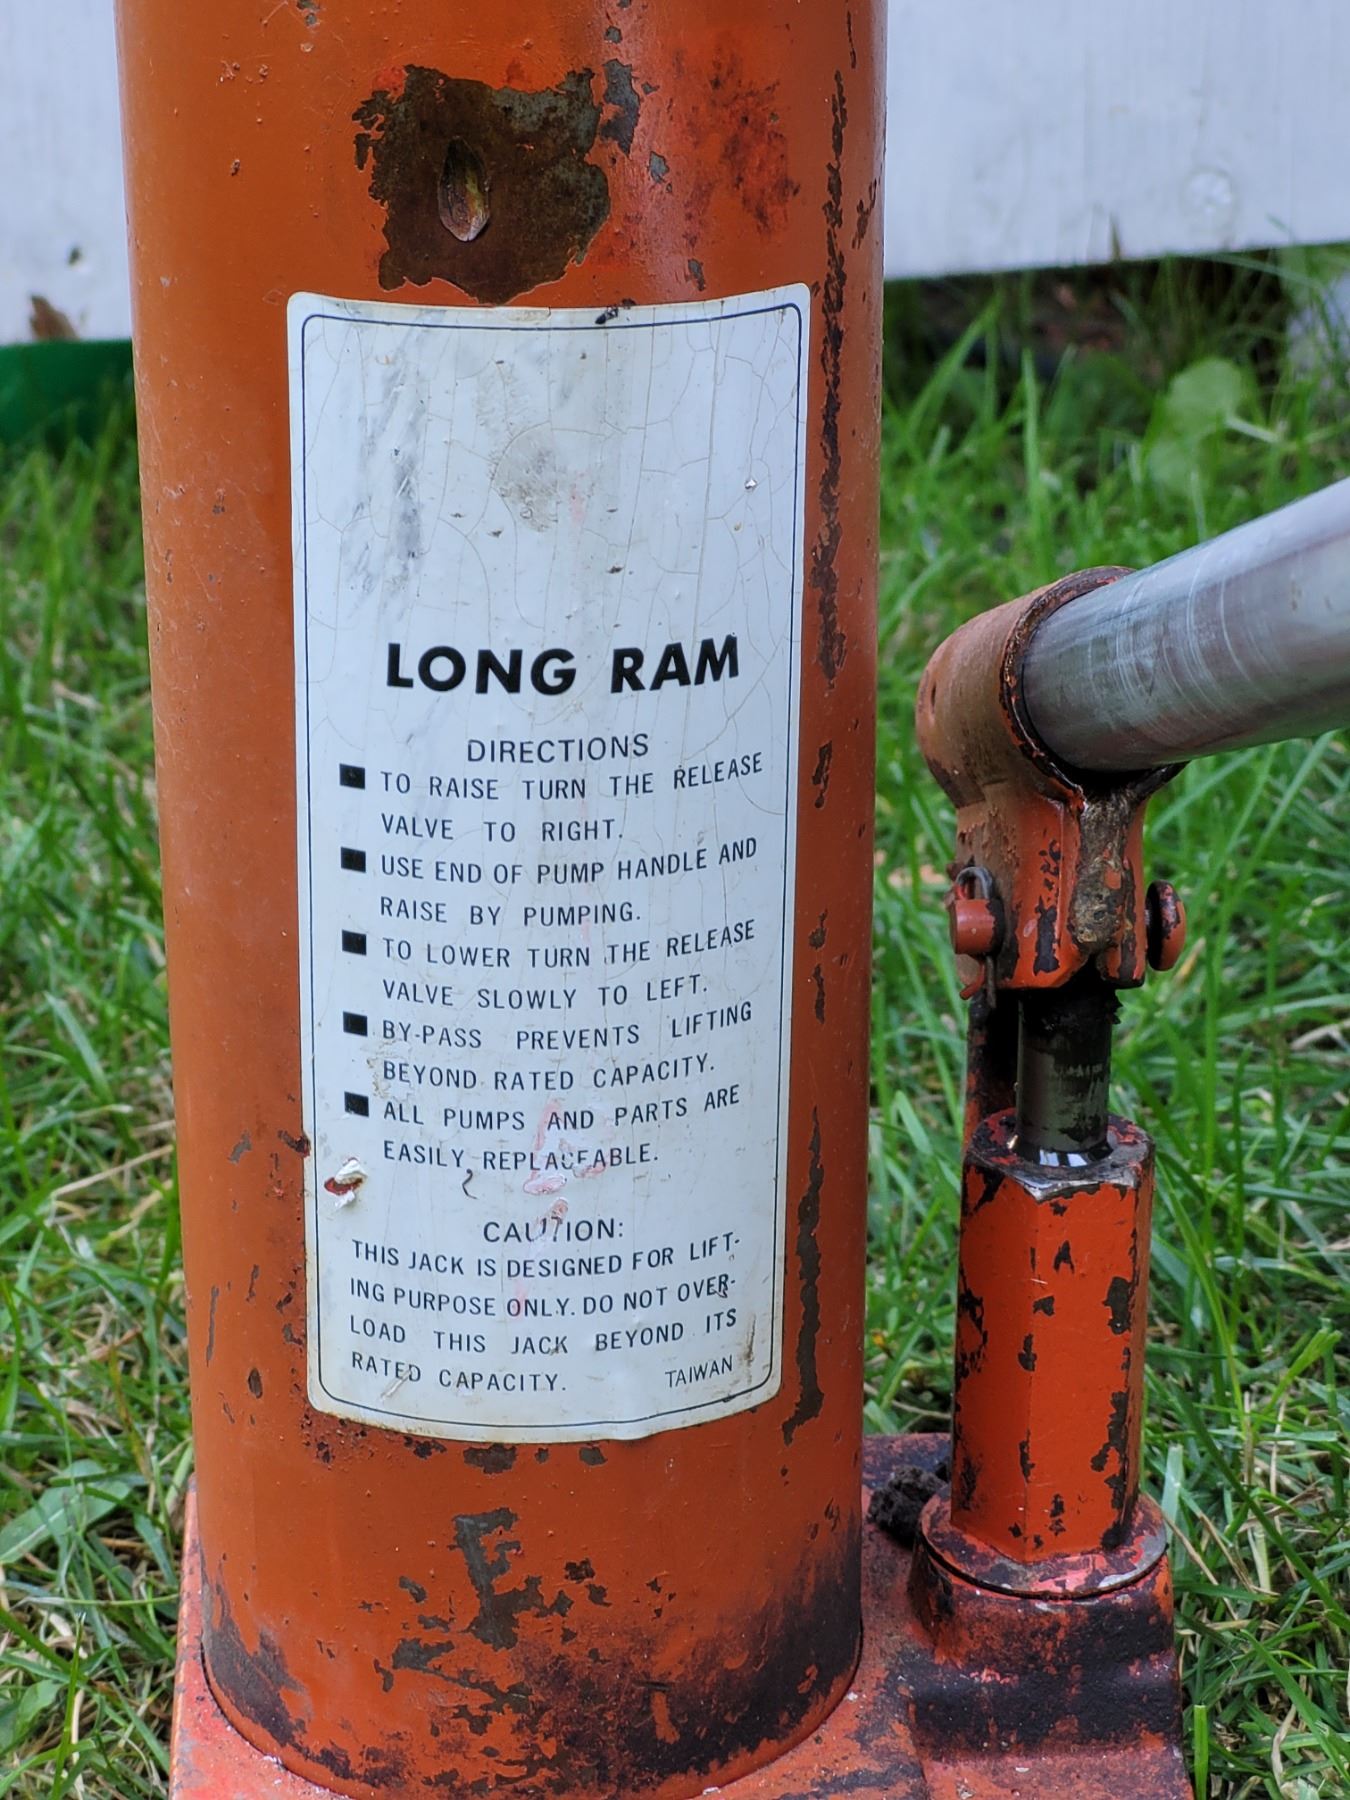 LONG RAM
DIRECTIONS
TO RAISE TURN THE RELEASE
VALVE TO RIGHT.
USE END OF PUMP HANDLE AND
RAISE BY PUMPING.
TO LOWER TURN THE RELEASE
VALVE SLOWLY TO LEFT.
BY-PASS PREVENTS LIFTING
BEYOND RATED CAPACITY.
ALL PUMPS AND PARTS ARE
EASILY REPLACEABLE.
CAUTION:
THIS JACK IS DESIGNED FOR LIFT-
ING PURPOSE ONLY. DO NOT OVER-
LOAD THIS JACK BEYOND ITS
RATED CAPACITY. TAIWAN